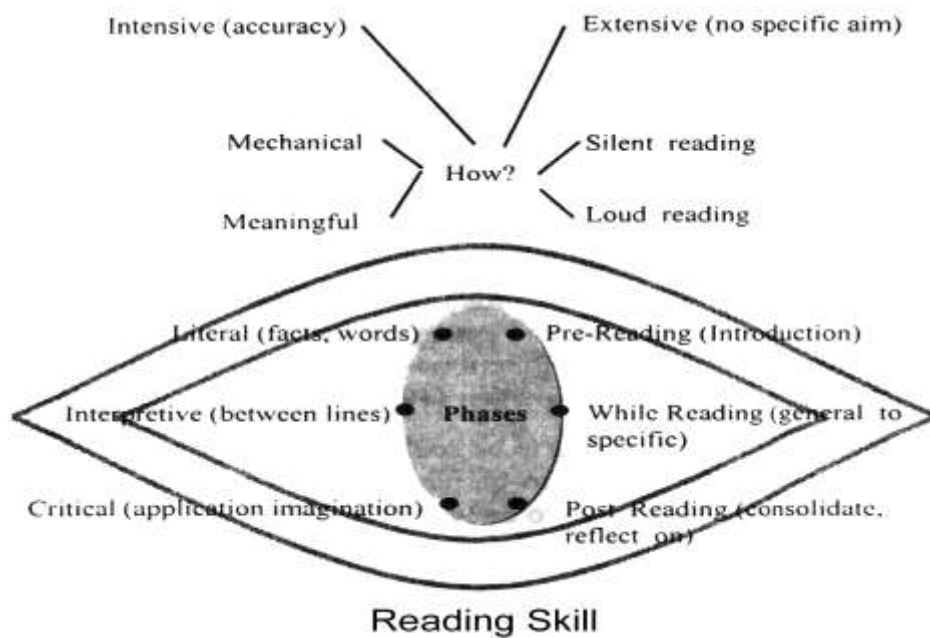 Intensive (accuracy)
Extensive (no specific aim)
Mechanical
How?
Silent reading
Meaningful
Loud reading
Literal (facts, words)
Pre-Reading (Introduction)
Interpretive (between lines)
Phases
While Reading (general to
specific)
Critical (application imagination)
Post Reading (consolidate,
reflect on)
Reading Skill